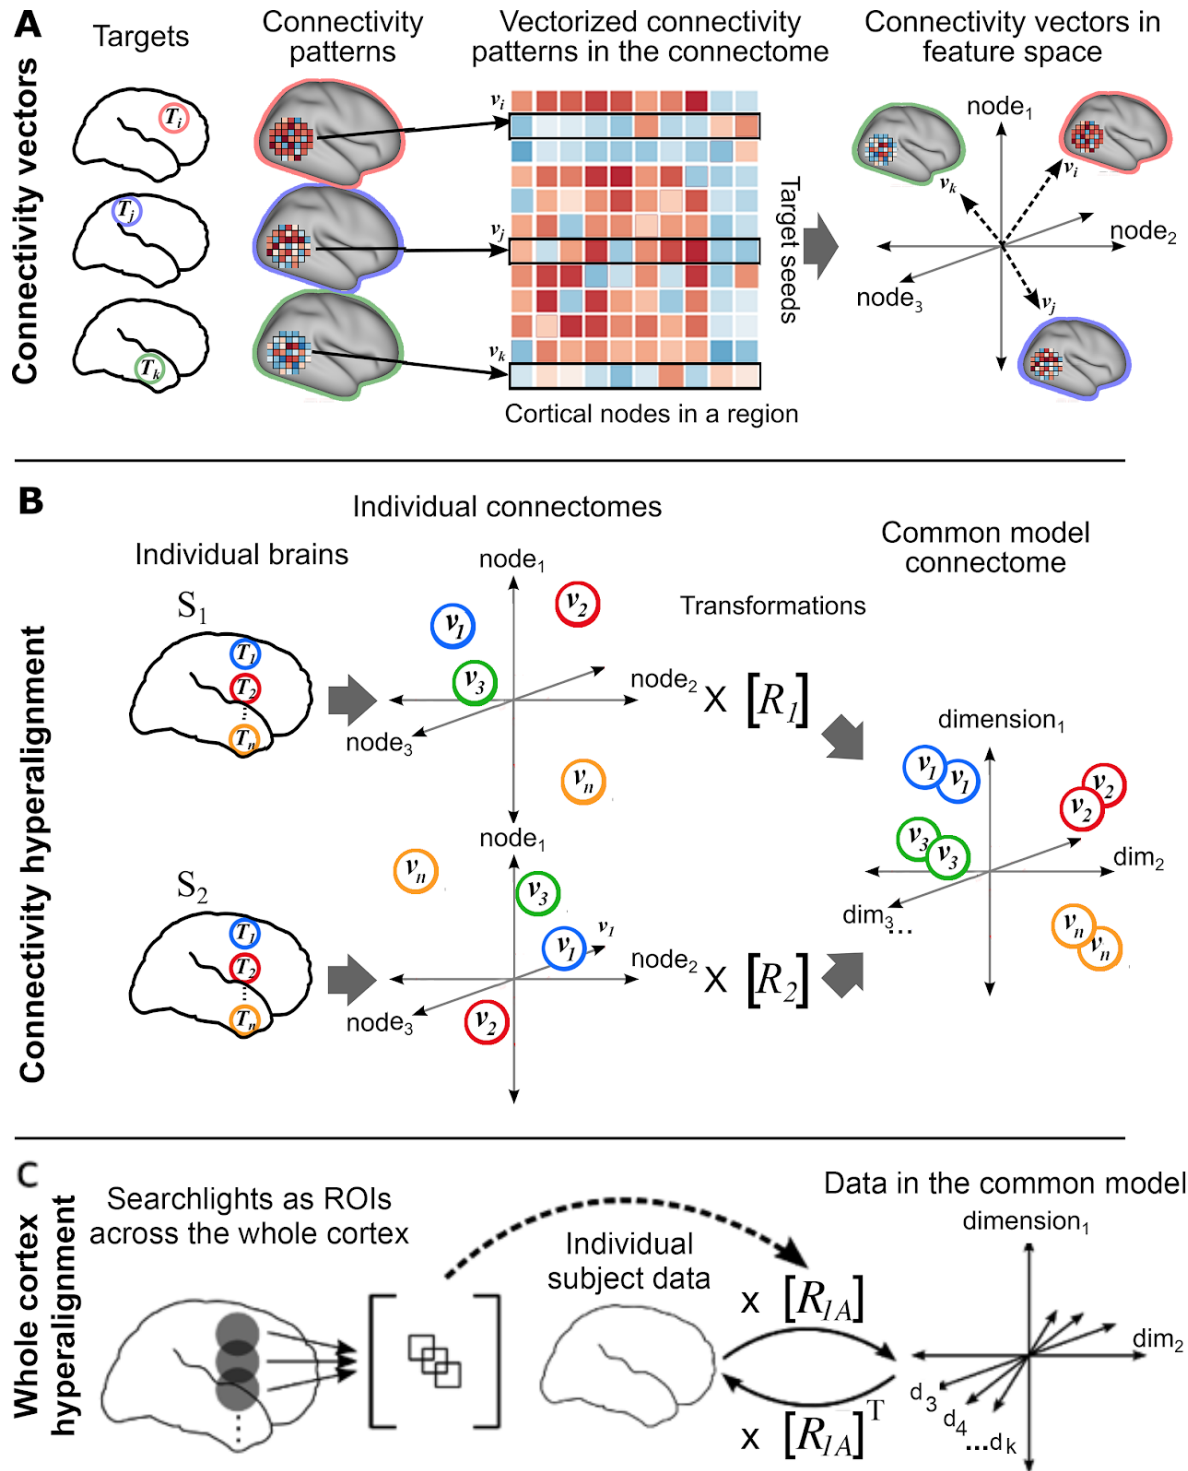 A
Connectivity vectors
Targets
Connectivity
patterns
Vectorized connectivity
patterns in the connectome
Connectivity vectors in
feature space
Ti
Tj
Tk
vi
vj
vk
Target seeds
Cortical nodes in a region
node1
node2
node3
vi
vk
vj
B
Connectivity hyperalignment
Individual connectomes
Individual brains
Common model
connectome
Transformations
S1
T1
T2
Tn
node1
v1
v2
v3
node2
node3
vn
X [R1]
S2
T1
T2
Tn
node1
vn
v3
v1
v1
node2
node3
v2
X [R2]
dimension1
v1
v1
v2
v2
v3
v3
dim2
dim3
...
vn
vn
C
Whole cortex
hyperalignment
Searchlights as ROIs
across the whole cortex
Individual
subject data
Data in the common model
dimension1
x [R1A]
dim2
d3
d4
...dk
x [R1A]T